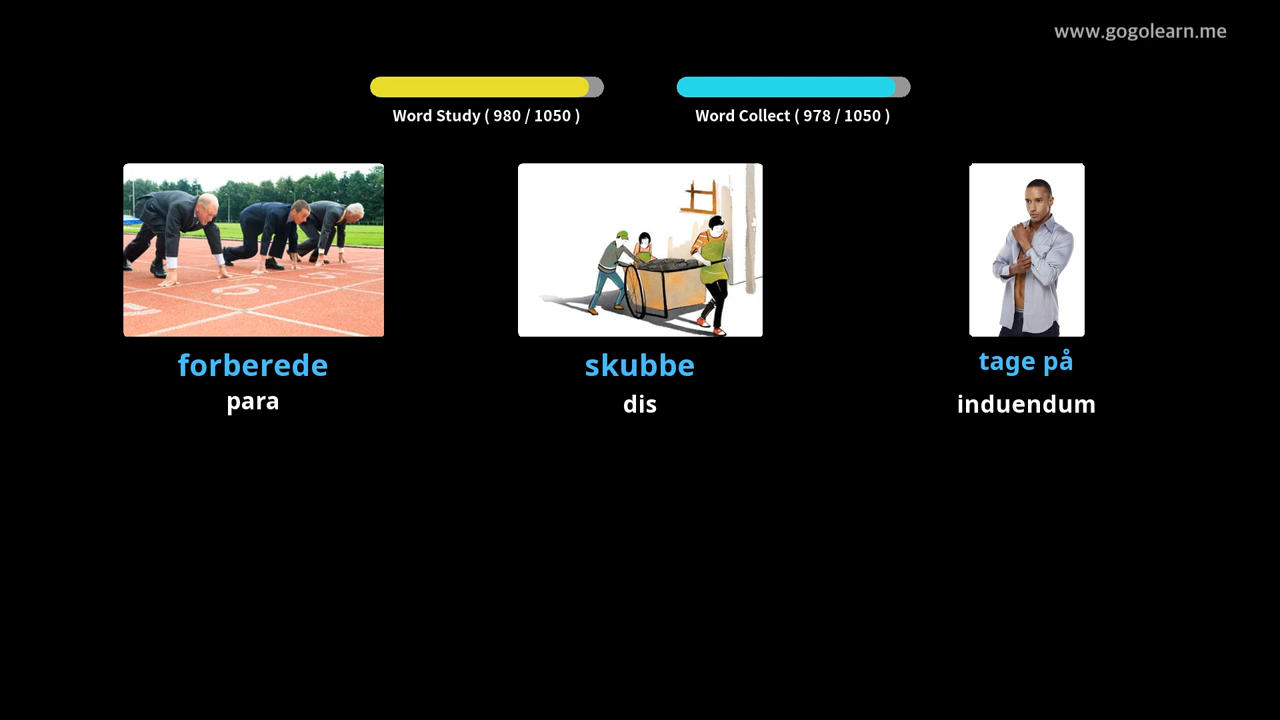 www.gogolearn.me
Word Study ( 980 / 1050 )
Word Collect ( 978 / 1050 )
forberede
skubbe
tage på
para
dis
induendum